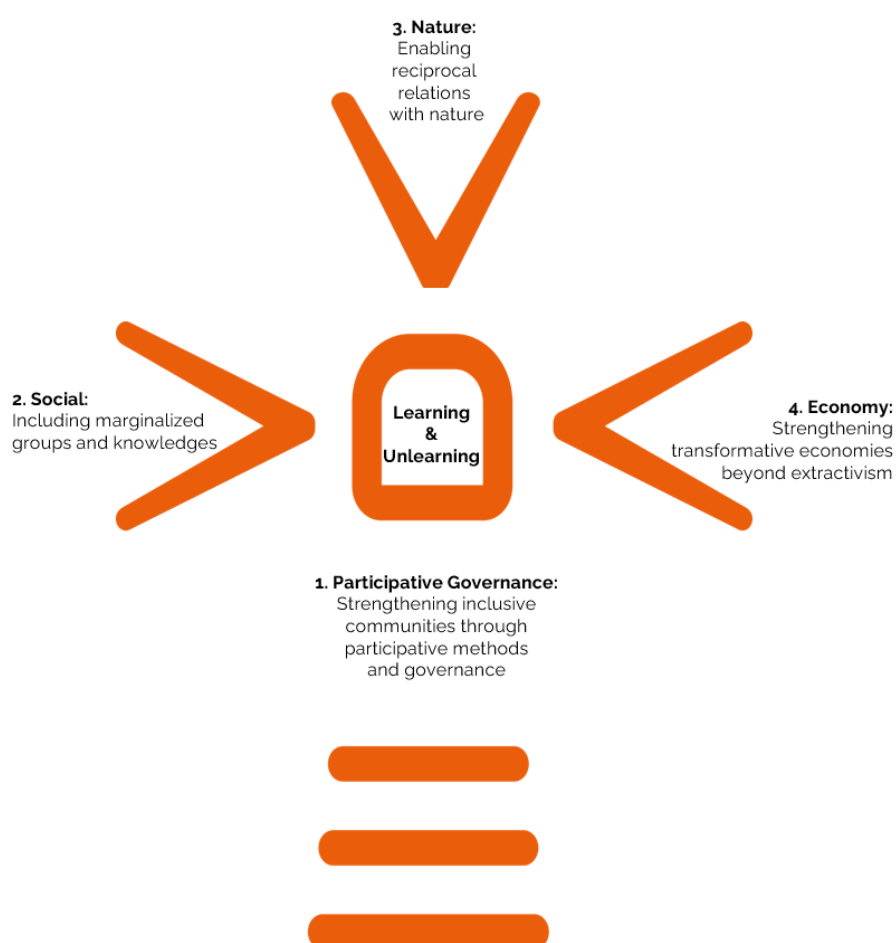 3. Nature:
Enabling
reciprocal
relations
with nature
2. Social:
Including marginalized
groups and knowledges
Learning
&
Unlearning
4. Economy:
Strengthening
transformative economies
beyond extractivism
1. Participative Governance:
Strengthening inclusive
communities through
participative methods
and governance